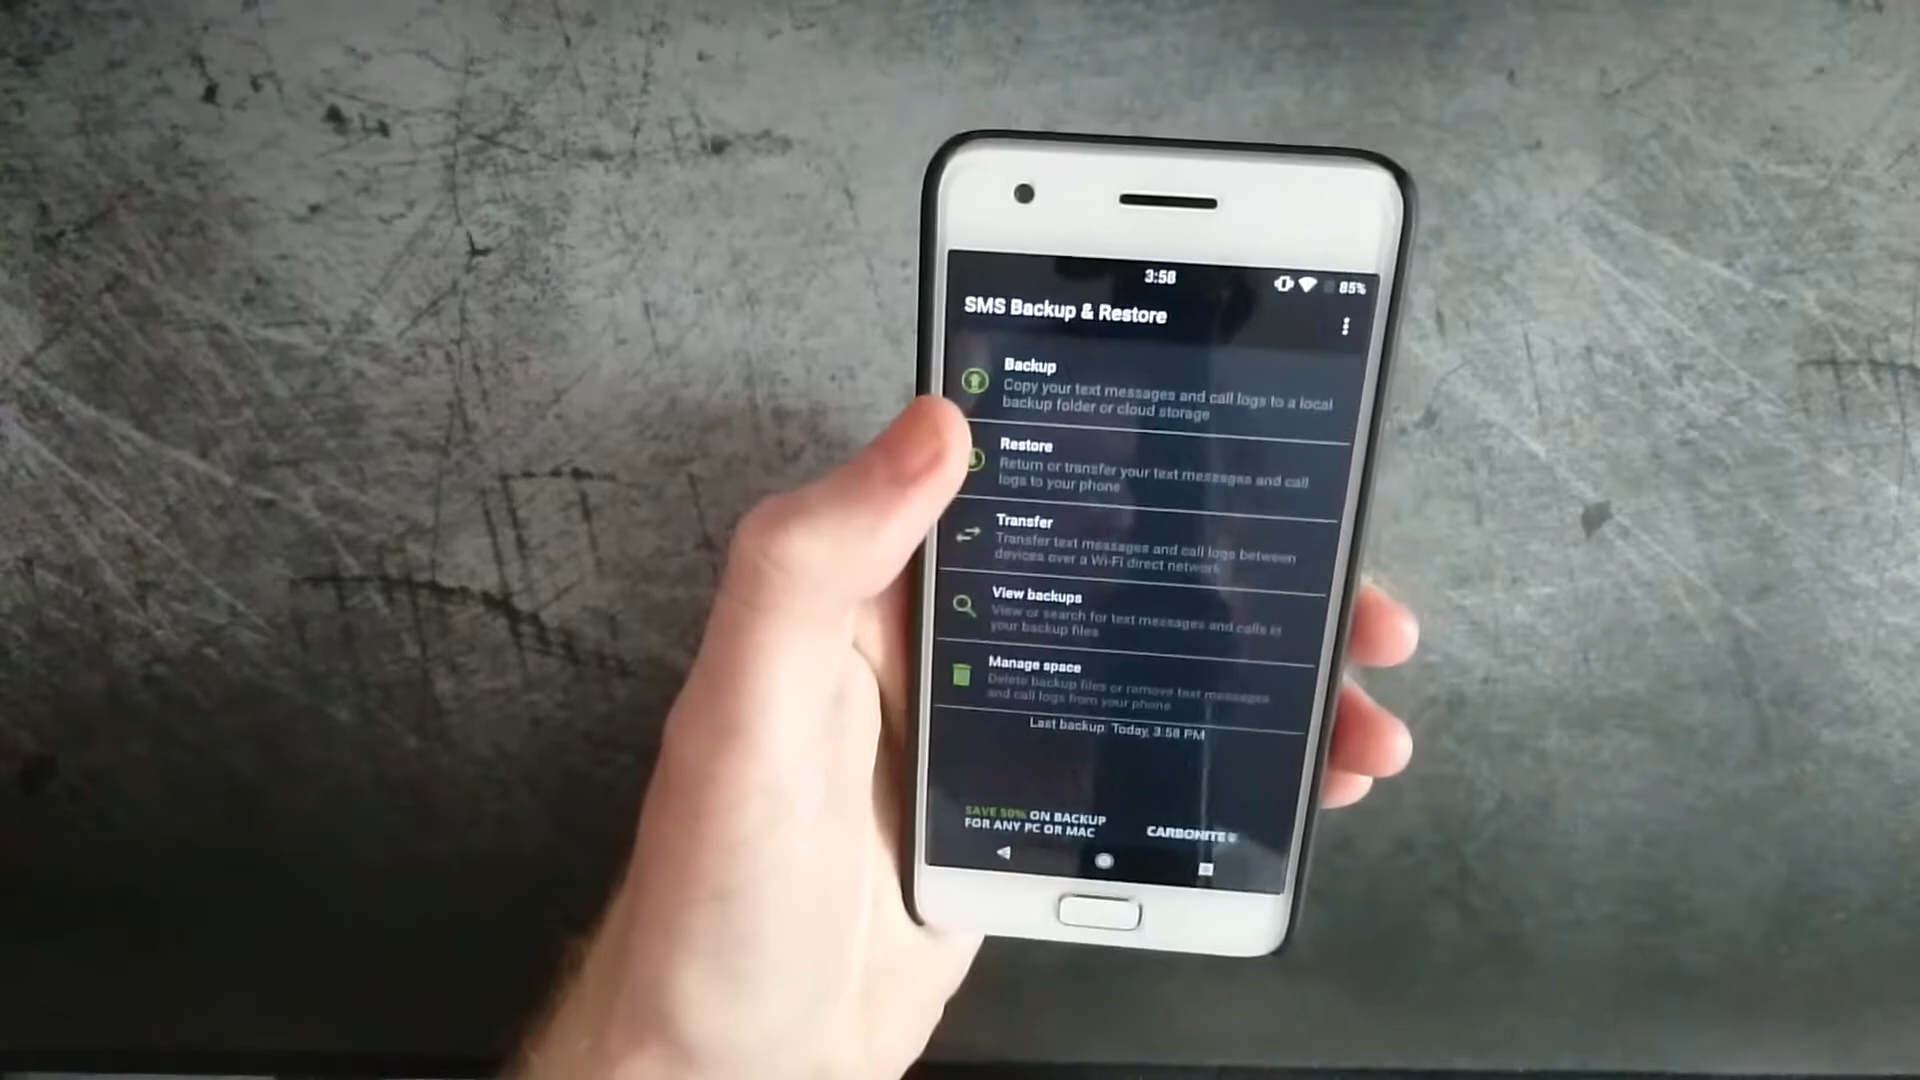 3:58
85%
SMS Backup & Restore
Backup
Copy your text messages and call logs to a local
backup folder or cloud storage
Restore
Return or transfer your text messages and call
logs to your phone
Transfer
Transfer text messages and call logs between
devices over a Wi-Fi direct network
View backups
View or search for text messages and calls in
your backup files
Manage space
Delete backup files or remove text messages
and call logs from your phone
Last backup: Today, 3:58 PM
SAVE 50% ON BACKUP
FOR ANY PC OR MAC
CARBONITE